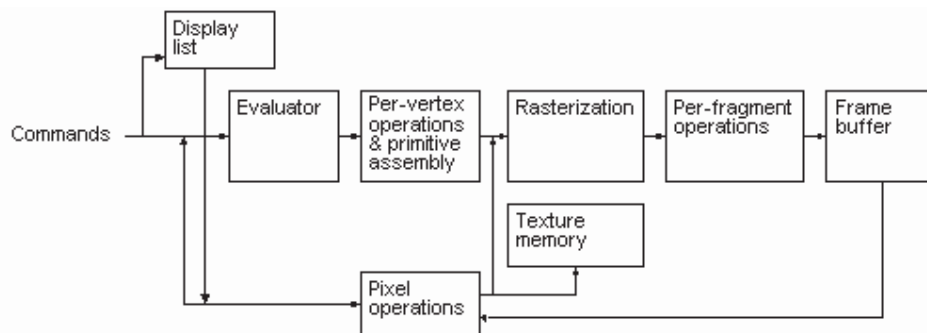 Display
list
Commands
Evaluator
Per-vertex
operations
& primitive
assembly
Rasterization
Per-fragment
operations
Frame
buffer
Texture
memory
Pixel
operations